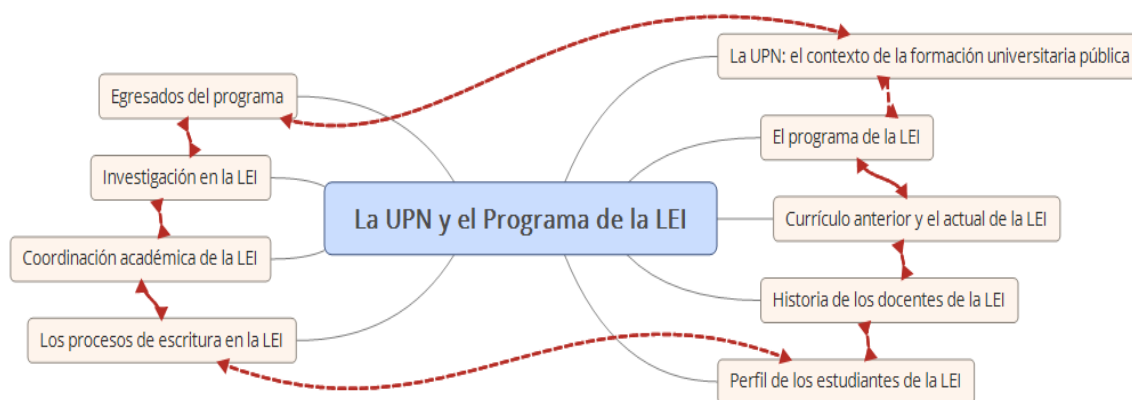 La UPN y el Programa de la LEI
La UPN: el contexto de la formación universitaria pública
El programa de la LEI
Currículo anterior y el actual de la LEI
Historia de los docentes de la LEI
Perfil de los estudiantes de la LEI
Egresados del programa
Investigación en la LEI
Coordinación académica de la LEI
Los procesos de escritura en la LEI